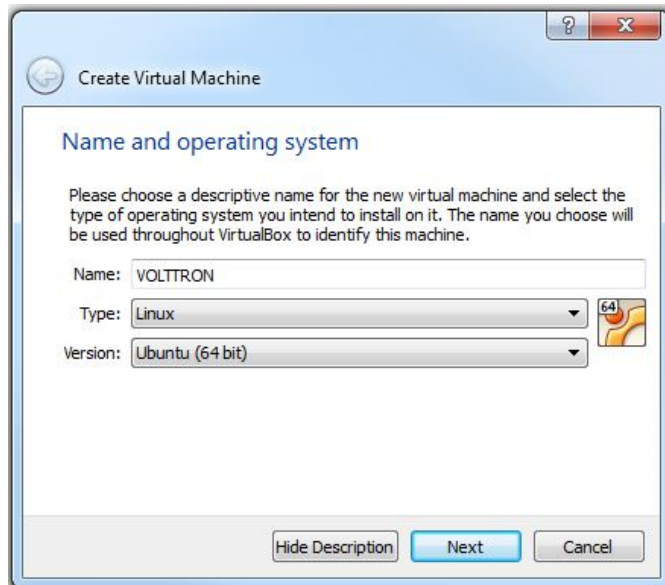 ?
X
Create Virtual Machine
Name and operating system
Please choose a descriptive name for the new virtual machine and select the
type of operating system you intend to install on it. The name you choose will
be used throughout VirtualBox to identify this machine.
Name: VOLTTRON
Type: Linux
64
Version: Ubuntu (64 bit)
Hide Description Next Cancel